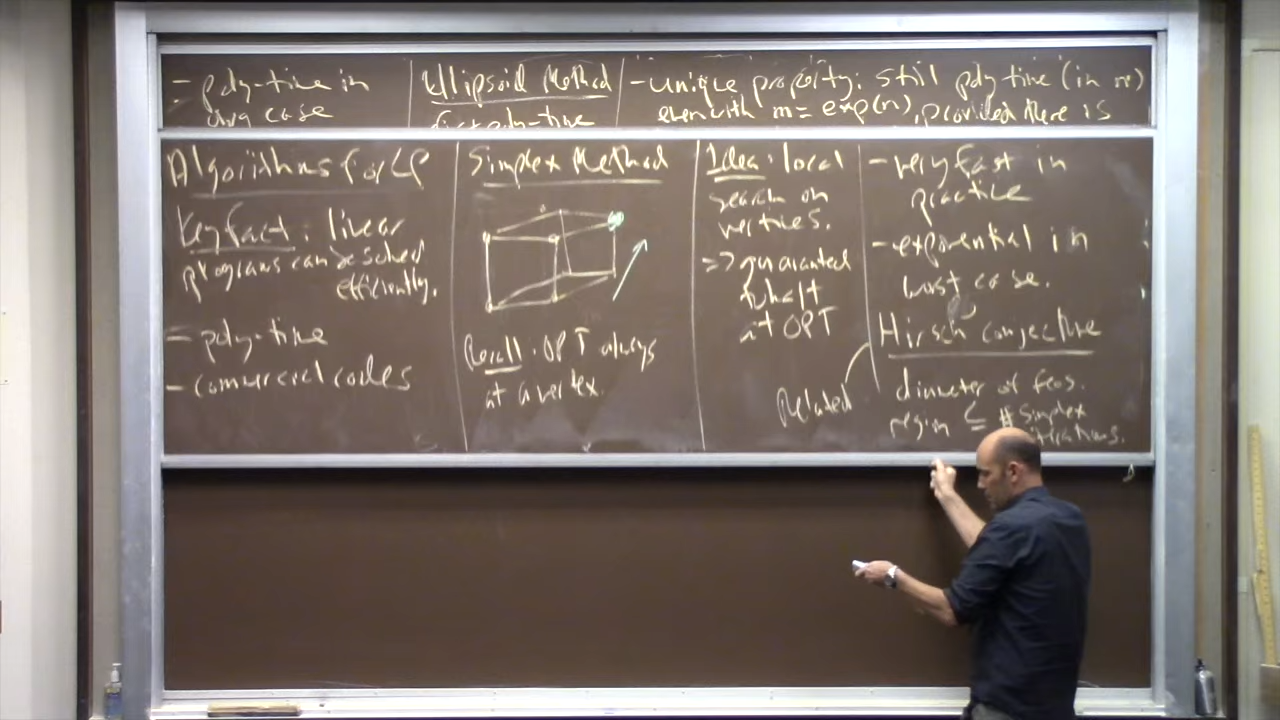 - poly-time in
avg case
Ellipsoid Method
first poly-time
- unique property: still poly time (in n)
even with m = exp(n), provided there is
Algorithms for LP
Key fact: linear
programs can be solved
efficiently.
- poly-time
- commercial codes
Simplex Method
Recall: OPT always
at a vertex.
Idea: local
search on
vertices.
=> guaranteed
to halt
at OPT
Related
- very fast in
practice
- exponential in
worst case.
Hirsch conjecture
diameter of feas.
region ≤ # simplex
iterations.